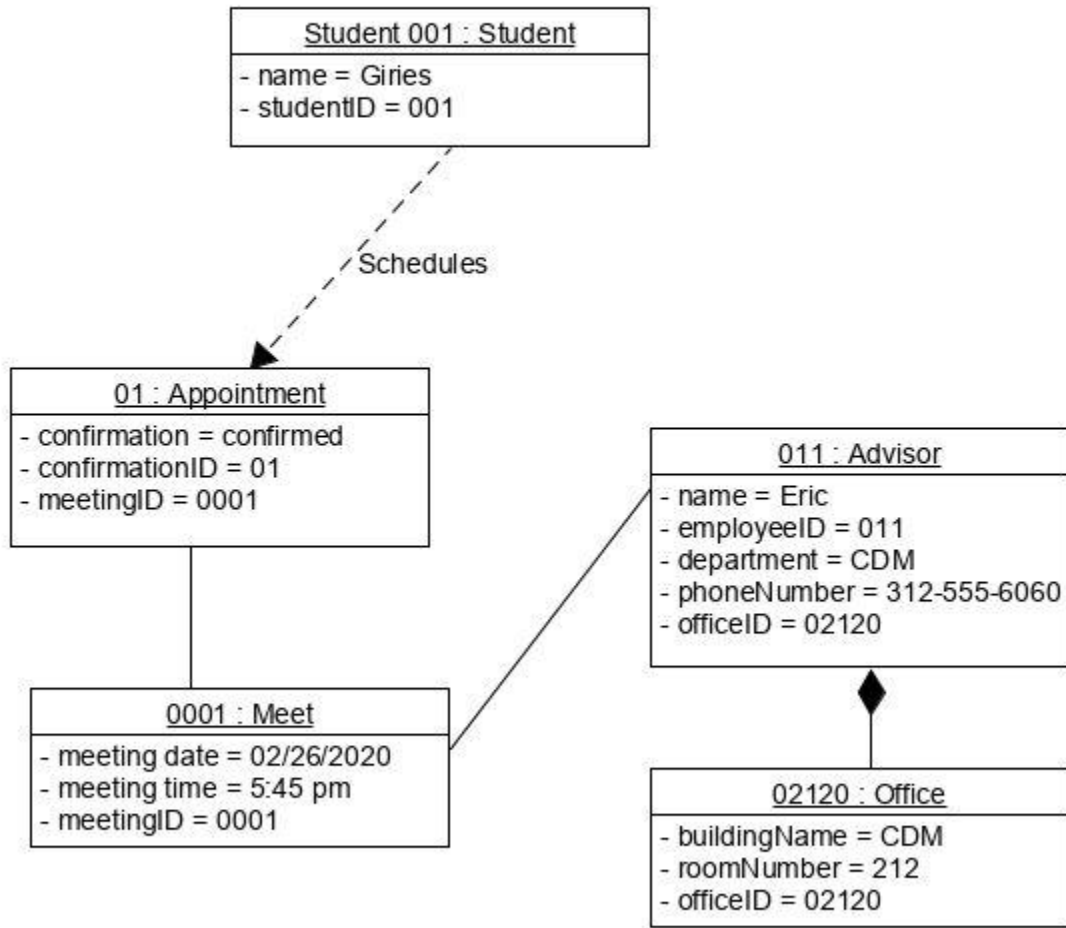 Student 001 : Student
- name = Giries
- studentID = 001
Schedules
01 : Appointment
- confirmation = confirmed
- confirmationID = 01
- meetingID = 0001
011 : Advisor
- name = Eric
- employeeID = 011
- department = CDM
- phoneNumber = 312-555-6060
- officeID = 02120
0001 : Meet
- meeting date = 02/26/2020
- meeting time = 5:45 pm
- meetingID = 0001
02120 : Office
- buildingName = CDM
- roomNumber = 212
- officeID = 02120